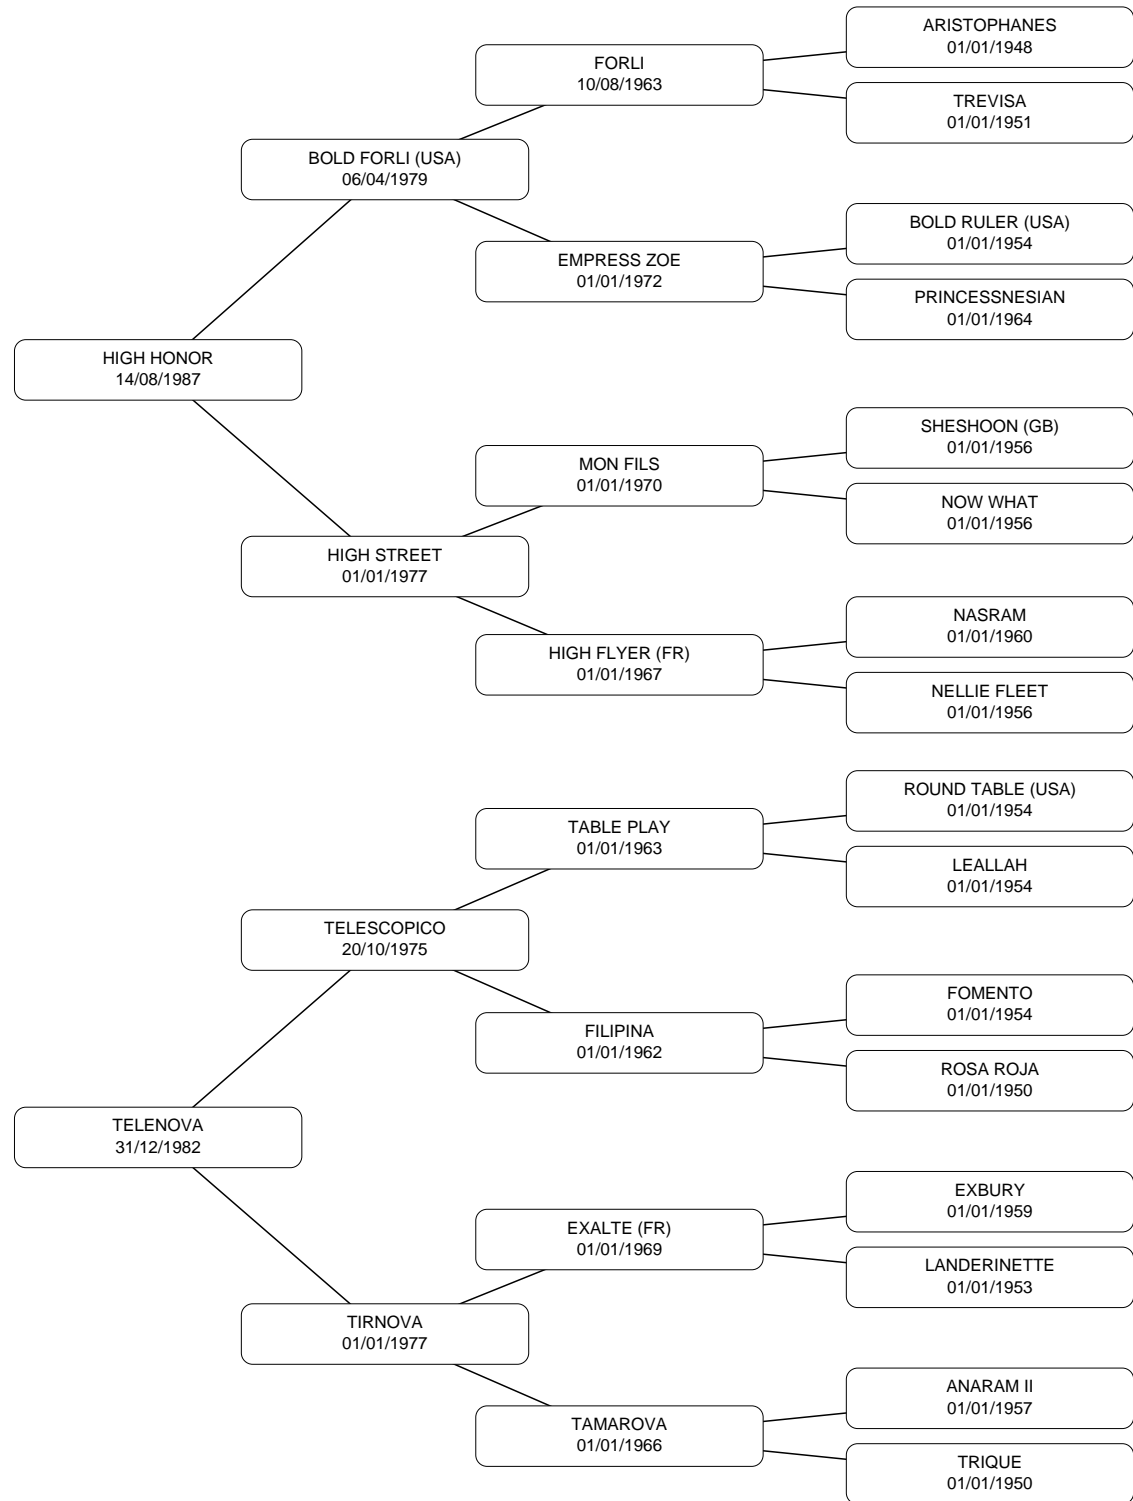 ARISTOPHANES
01/01/1948
FORLI
10/08/1963
TREVISA
01/01/1951
BOLD FORLI (USA)
06/04/1979
BOLD RULER (USA)
01/01/1954
EMPRESS ZOE
01/01/1972
PRINCESSNESIAN
01/01/1964
HIGH HONOR
14/08/1987
SHESHOON (GB)
01/01/1956
MON FILS
01/01/1970
NOW WHAT
01/01/1956
HIGH STREET
01/01/1977
NASRAM
01/01/1960
HIGH FLYER (FR)
01/01/1967
NELLIE FLEET
01/01/1956
ROUND TABLE (USA)
01/01/1954
TABLE PLAY
01/01/1963
LEALLAH
01/01/1954
TELESCOPICO
20/10/1975
FOMENTO
01/01/1954
FILIPINA
01/01/1962
ROSA ROJA
01/01/1950
TELENOVA
31/12/1982
EXBURY
01/01/1959
EXALTE (FR)
01/01/1969
LANDERINETTE
01/01/1953
TIRNOVA
01/01/1977
ANARAM II
01/01/1957
TAMAROVA
01/01/1966
TRIQUE
01/01/1950